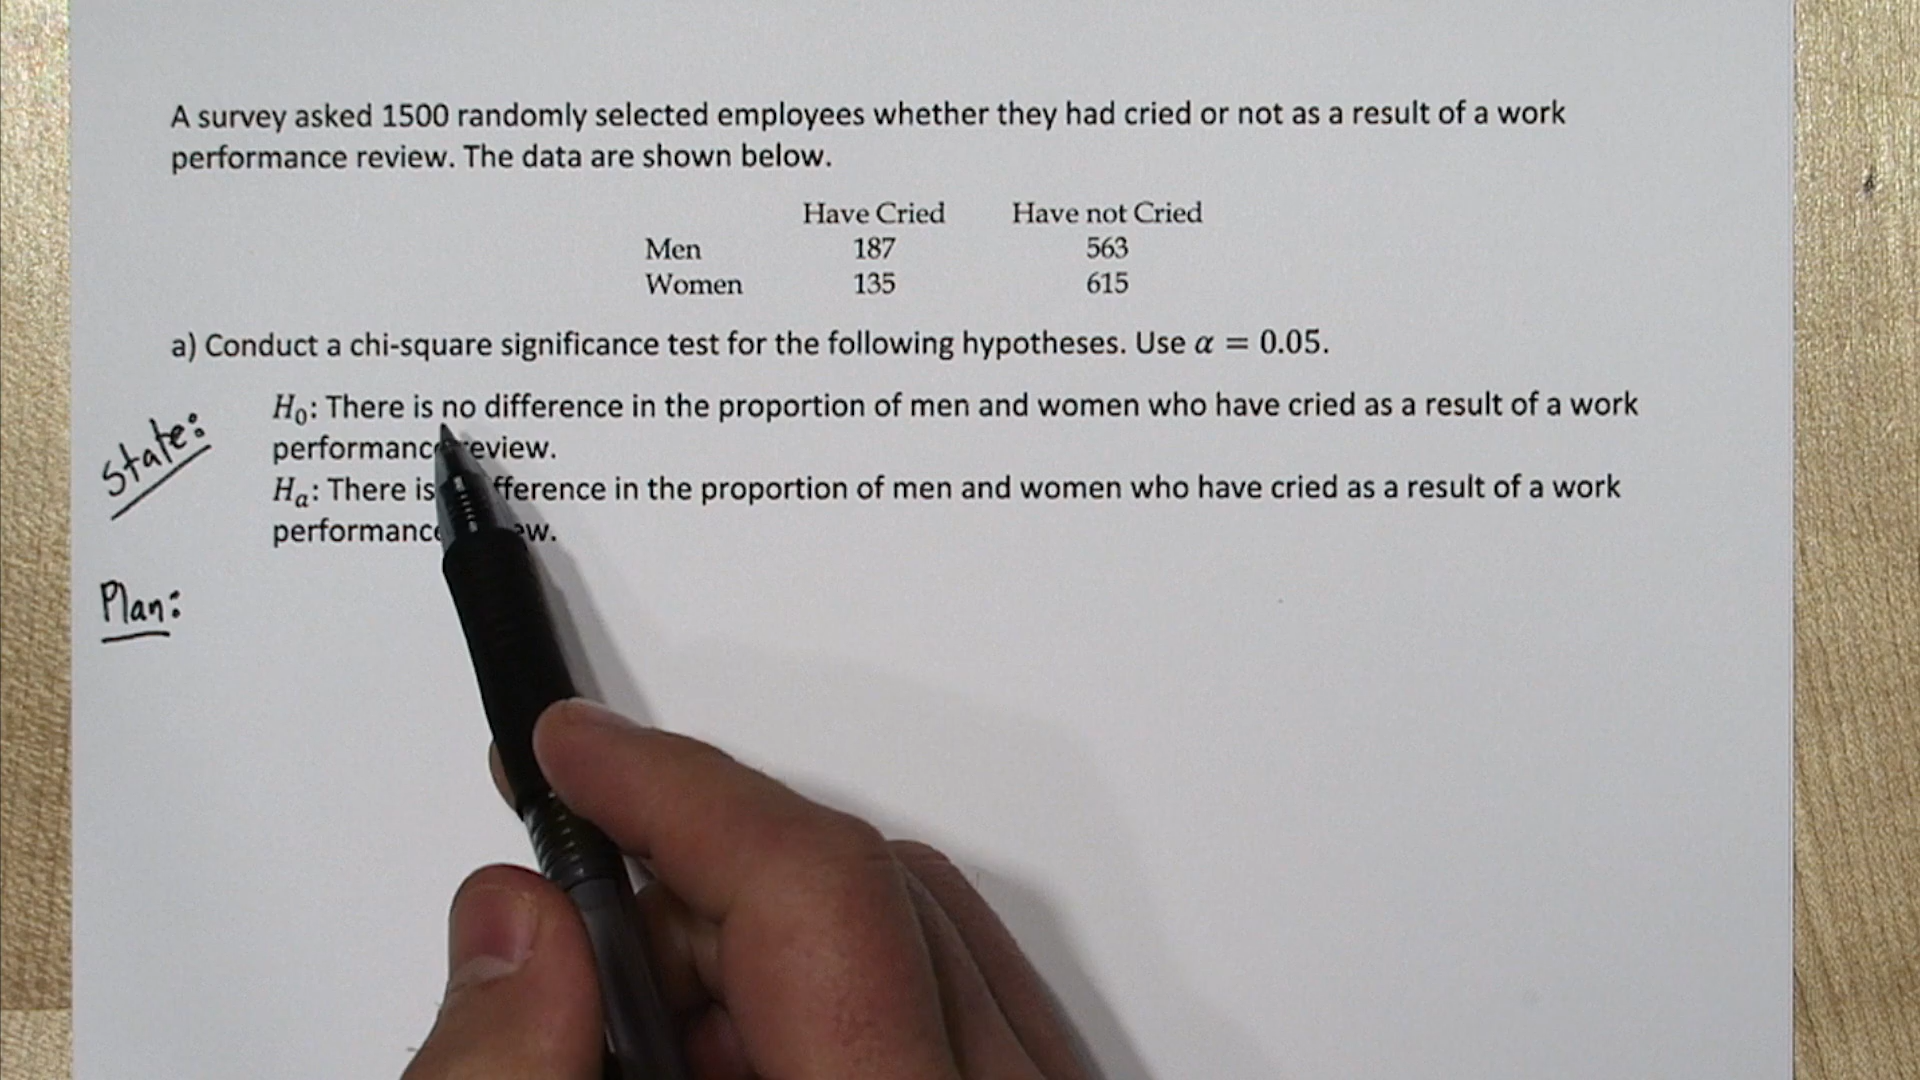 A survey asked 1500 randomly selected employees whether they had cried or not as a result of a work
performance review. The data are shown below.
Have Cried Have not Cried
Men 187 563
Women 135 615
a) Conduct a chi-square significance test for the following hypotheses. Use α = 0.05.
State:
H₀: There is no difference in the proportion of men and women who have cried as a result of a work
performance review.
Hₐ: There is fference in the proportion of men and women who have cried as a result of a work
performance ew.
Plan: